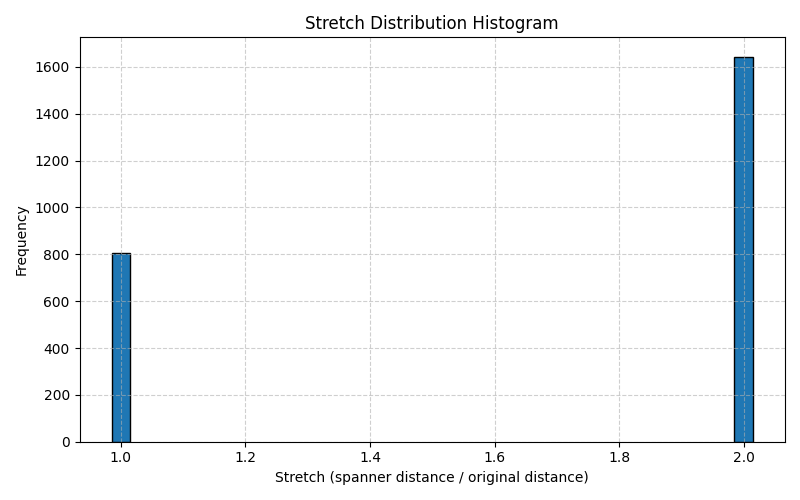 Stretch Distribution Histogram
Frequency
1600
1400
1200
1000
800
600
400
200
0
1.0 1.2 1.4 1.6 1.8 2.0
Stretch (spanner distance / original distance)